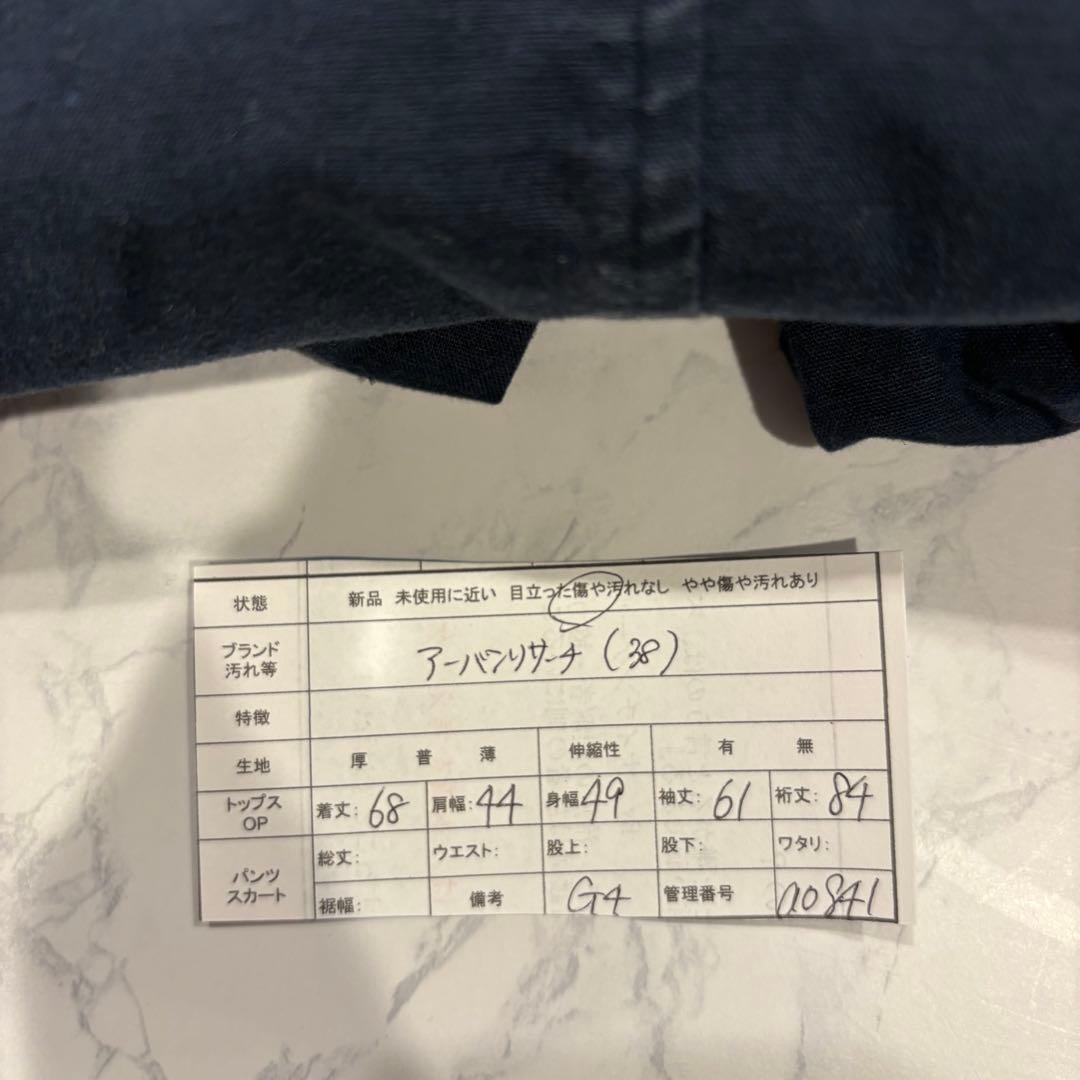 状態 新品 未使用に近い 目立った傷や汚れなし やや傷や汚れあり
ブランド
汚れ等 アーバンリサーチ (38)
特徴
生地 厚 普 薄 伸縮性 有 無
トップス
OP 着丈: 68 肩幅: 44 身幅 49 袖丈: 61 裄丈: 84
パンツ
スカート 総丈: ウエスト: 股上: 股下: ワタリ:
裾幅: 備考 G4 管理番号 a0841